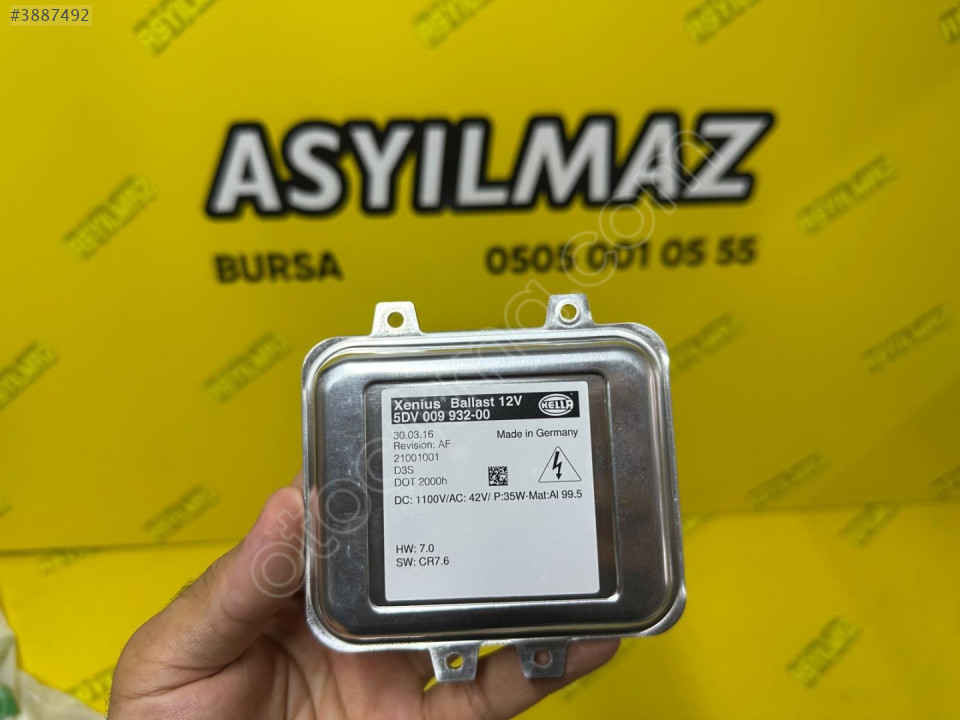 #3887492
ASYILMAZ
BURSA
0505 001 05 55
Xenius® Ballast 12V
5DV 009 932-00
HELLA
30.03.16
Made in Germany
Revision: AF
21001001
D3S
DOT 2000h
DC: 1100V/AC: 42V/ P:35W-Mat:Al 99.5
HW: 7.0
SW: CR7.6